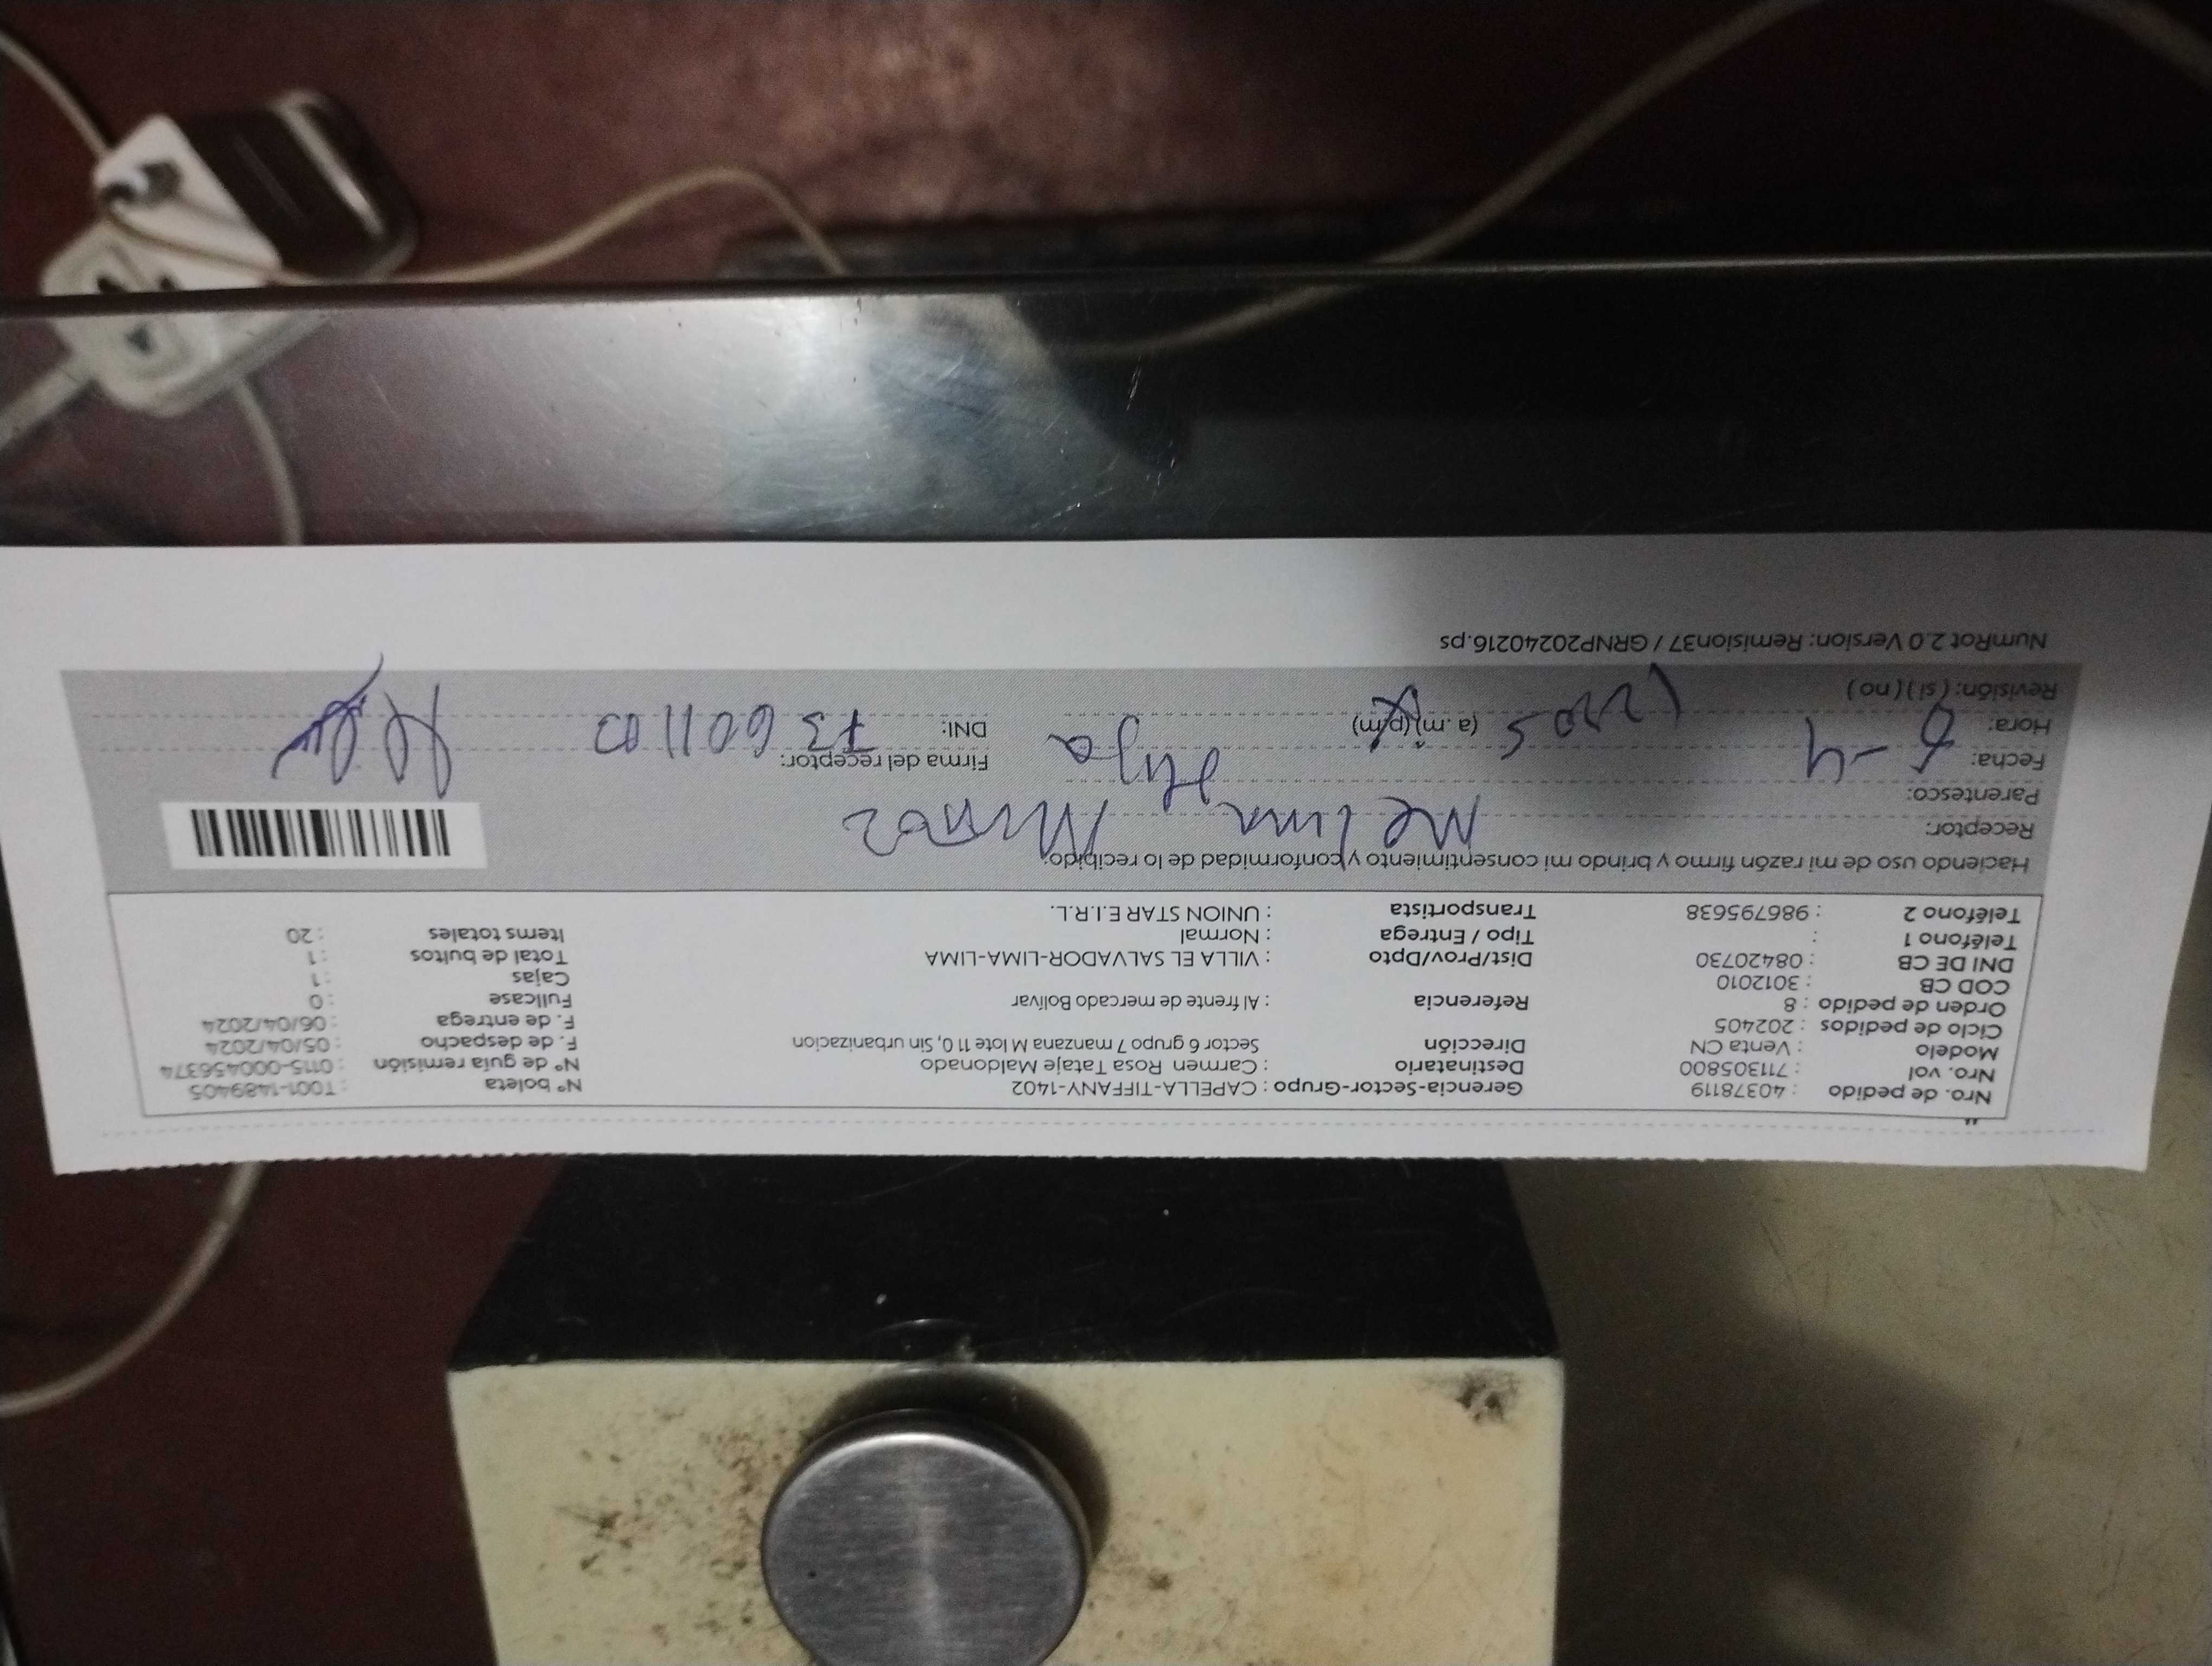 Nro. de pedido : 40378119 Gerencia-Sector-Grupo : CAPELLA-TIFFANY-1402 N° boleta : T001-1489405
Nro. vol : 711305800 Destinatario : Carmen Rosa Tataje Maldonado N° de guía remisión : 0115-000456374
Modelo : Venta CN Dirección Sector 6 grupo 7 manzana M lote 11 0, Sin urbanizacion F. de despacho : 05/04/2024
Ciclo de pedidos : 202405 F. de entrega : 06/04/2024
Orden de pedido : 8 Referencia : Al frente de mercado Bolívar Fullcase : 0
COD CB : 3012010 Cajas : 1
DNI DE CB : 08420730 Dist/Prov/Dpto : VILLA EL SALVADOR-LIMA-LIMA Total de bultos : 1
Teléfono 1 : Tipo / Entrega : Normal Items totales : 20
Teléfono 2 : 986795638 Transportista : UNION STAR E.I.R.L.
Haciendo uso de mi razón firmo y brindo mi consentimiento y conformidad de lo recibido:
Receptor: Melina Muñoz
Parentesco: Hija
Fecha: 6-4 Firma del receptor:
Hora: 1205 (a.m)(p/m) DNI: 73601103
Revisión: (si)(no)
NumRot 2.0 Version: Remision37 / GRNP20240216.ps